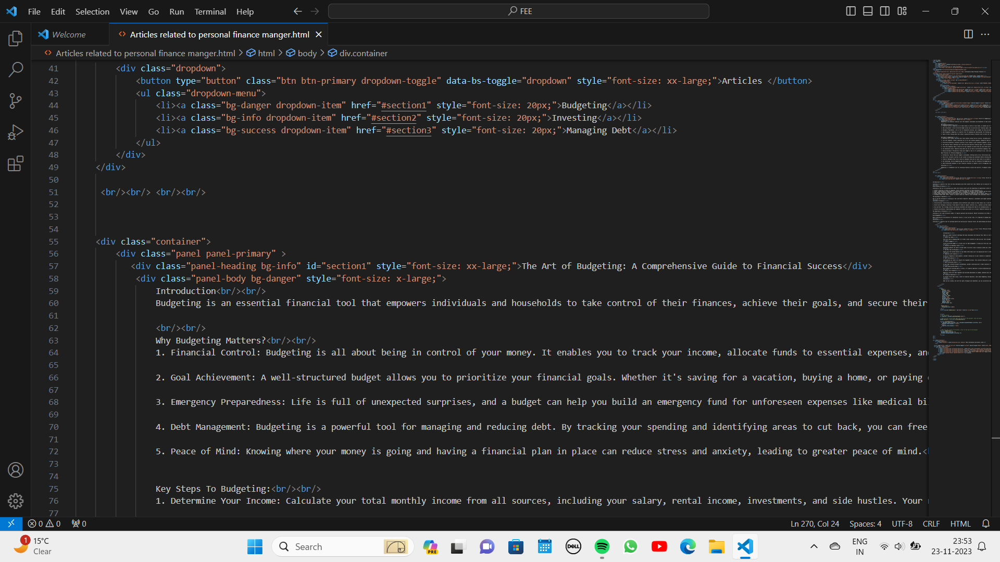 File Edit Selection View Go Run Terminal Help
FEE
Welcome
Articles related to personal finance manger.html
Articles related to personal finance manger.html > html > body > div.container
41 <div class="dropdown">
42 <button type="button" class="btn btn-primary dropdown-toggle" data-bs-toggle="dropdown" style="font-size: xx-large;">Articles </button>
43 <ul class="dropdown-menu">
44 <li><a class="bg-danger dropdown-item" href="#section1" style="font-size: 20px;">Budgeting</a></li>
45 <li><a class="bg-info dropdown-item" href="#section2" style="font-size: 20px;">Investing</a></li>
46 <li><a class="bg-success dropdown-item" href="#section3" style="font-size: 20px;">Managing Debt</a></li>
47 </ul>
48 </div>
49 </div>
50
51 <br/><br/> <br/><br/>
52
53
54
55 <div class="container">
56 <div class="panel panel-primary" >
57 <div class="panel-heading bg-info" id="section1" style="font-size: xx-large;">The Art of Budgeting: A Comprehensive Guide to Financial Success</div>
58 <div class="panel-body bg-danger" style="font-size: x-large;">
59 Introduction<br/><br/>
60 Budgeting is an essential financial tool that empowers individuals and households to take control of their finances, achieve their goals, and secure their
61
62 <br/><br/>
63 Why Budgeting Matters?<br/><br/>
64 1. Financial Control: Budgeting is all about being in control of your money. It enables you to track your income, allocate funds to essential expenses, an
65
66 2. Goal Achievement: A well-structured budget allows you to prioritize your financial goals. Whether it's saving for a vacation, buying a home, or paying
67
68 3. Emergency Preparedness: Life is full of unexpected surprises, and a budget can help you build an emergency fund for unforeseen expenses like medical bi
69
70 4. Debt Management: Budgeting is a powerful tool for managing and reducing debt. By tracking your spending and identifying areas to cut back, you can free
71
72 5. Peace of Mind: Knowing where your money is going and having a financial plan in place can reduce stress and anxiety, leading to greater peace of mind.<
73
74
75 Key Steps To Budgeting:<br/><br/>
76 1. Determine Your Income: Calculate your total monthly income from all sources, including your salary, rental income, investments, and side hustles. Your
77
0 0 0
Ln 270, Col 24 Spaces: 4 UTF-8 CRLF HTML
1
15°C
Clear
Search
PRE
DELL
ENG
IN
23:53
23-11-2023